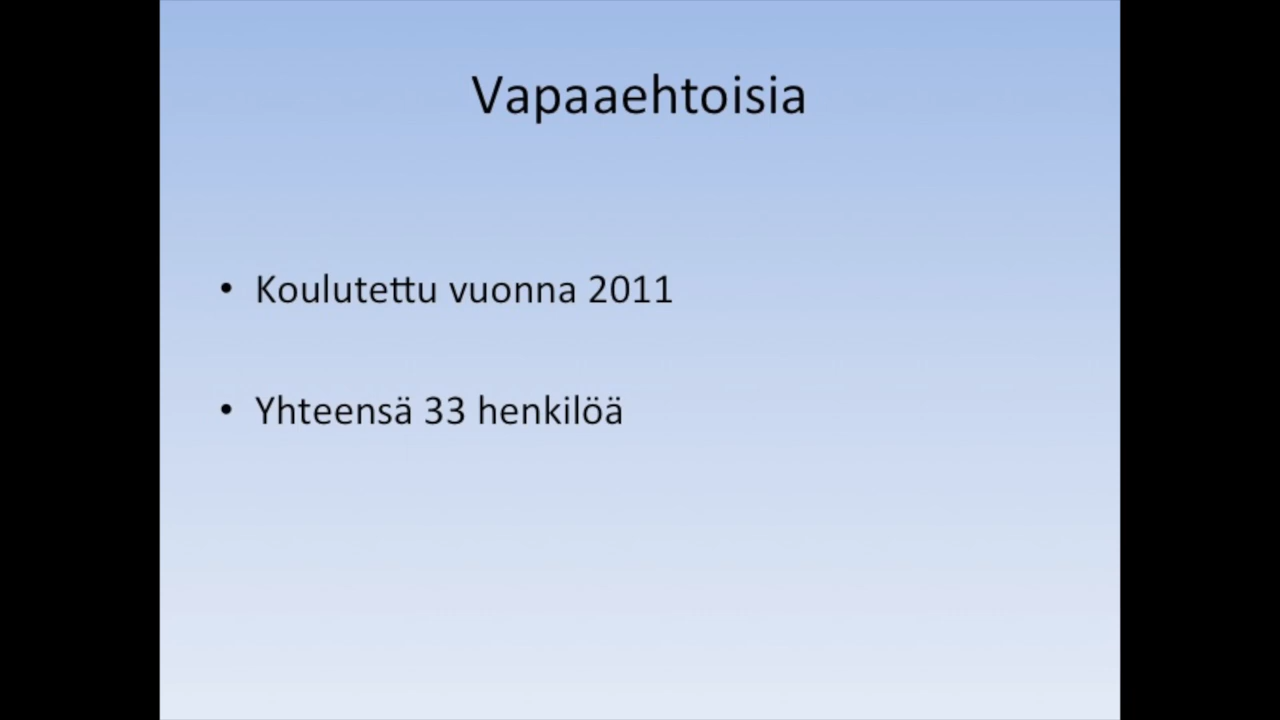 Vapaaehtoisia
• Koulutettu vuonna 2011
• Yhteensä 33 henkilöä